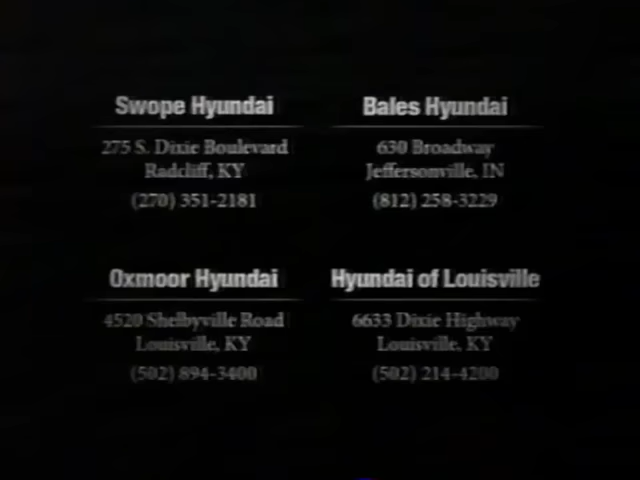 Swope Hyundai
275 S. Dixie Boulevard
Radcliff, KY
(270) 351-2181
Bales Hyundai
630 Broadway
Jeffersonville, IN
(812) 258-3229
Oxmoor Hyundai
4520 Shelbyville Road
Louisville, KY
(502) 894-3400
Hyundai of Louisville
6633 Dixie Highway
Louisville, KY
(502) 214-4200